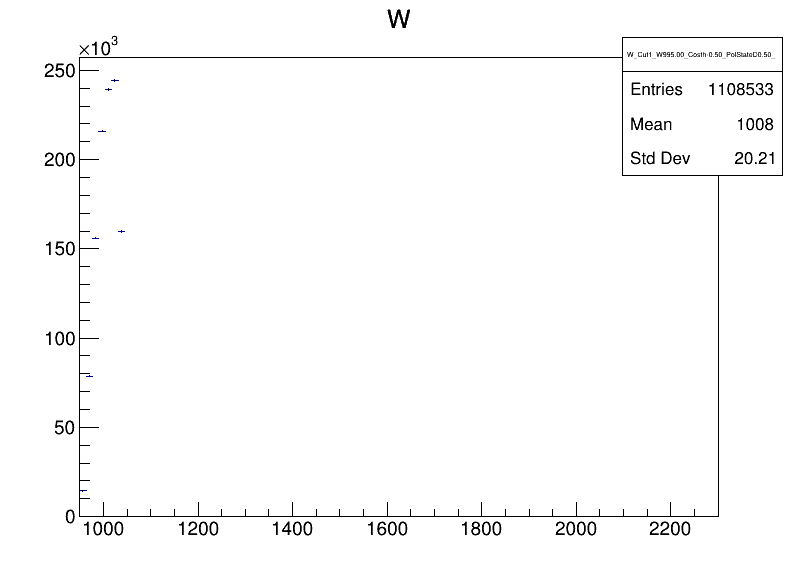 W
×10³
W_Cut1_W995.00_Costh-0.50_PolStateD0.50_
Entries 1108533
Mean 1008
Std Dev 20.21
250
200
150
100
50
0
1000 1200 1400 1600 1800 2000 2200